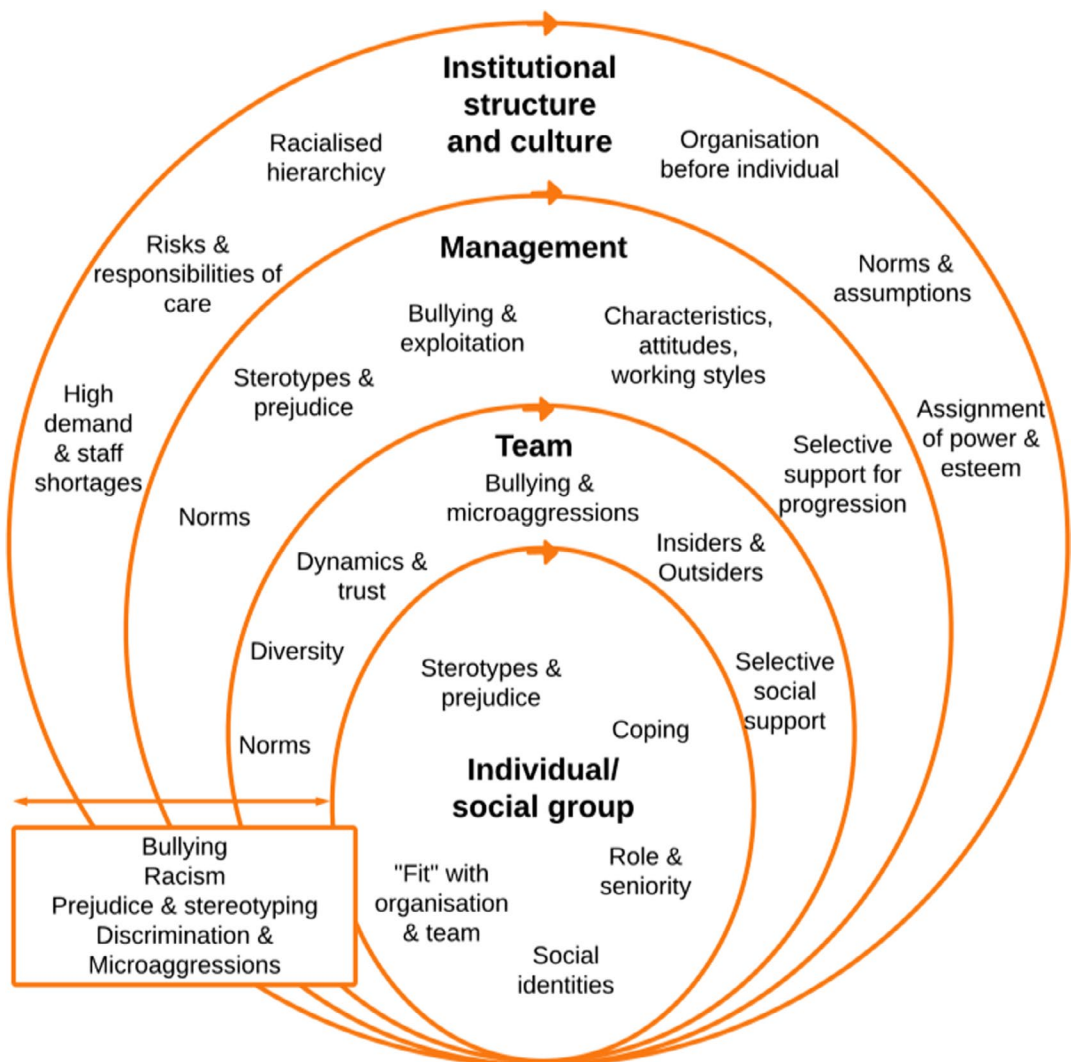 Institutional
structure
and culture
Racialised
hierarchicy
Organisation
before individual
Risks &
responsibilities of
care
Norms &
assumptions
High
demand
& staff
shortages
Assignment
of power &
esteem
Management
Bullying &
exploitation
Characteristics,
attitudes,
working styles
Sterotypes &
prejudice
Selective
support for
progression
Norms
Team
Bullying &
microaggressions
Insiders &
Outsiders
Dynamics &
trust
Diversity
Selective
social
support
Norms
Sterotypes &
prejudice
Coping
Individual/
social group
Role &
seniority
"Fit" with
organisation
& team
Social
identities
Bullying
Racism
Prejudice & stereotyping
Discrimination &
Microaggressions